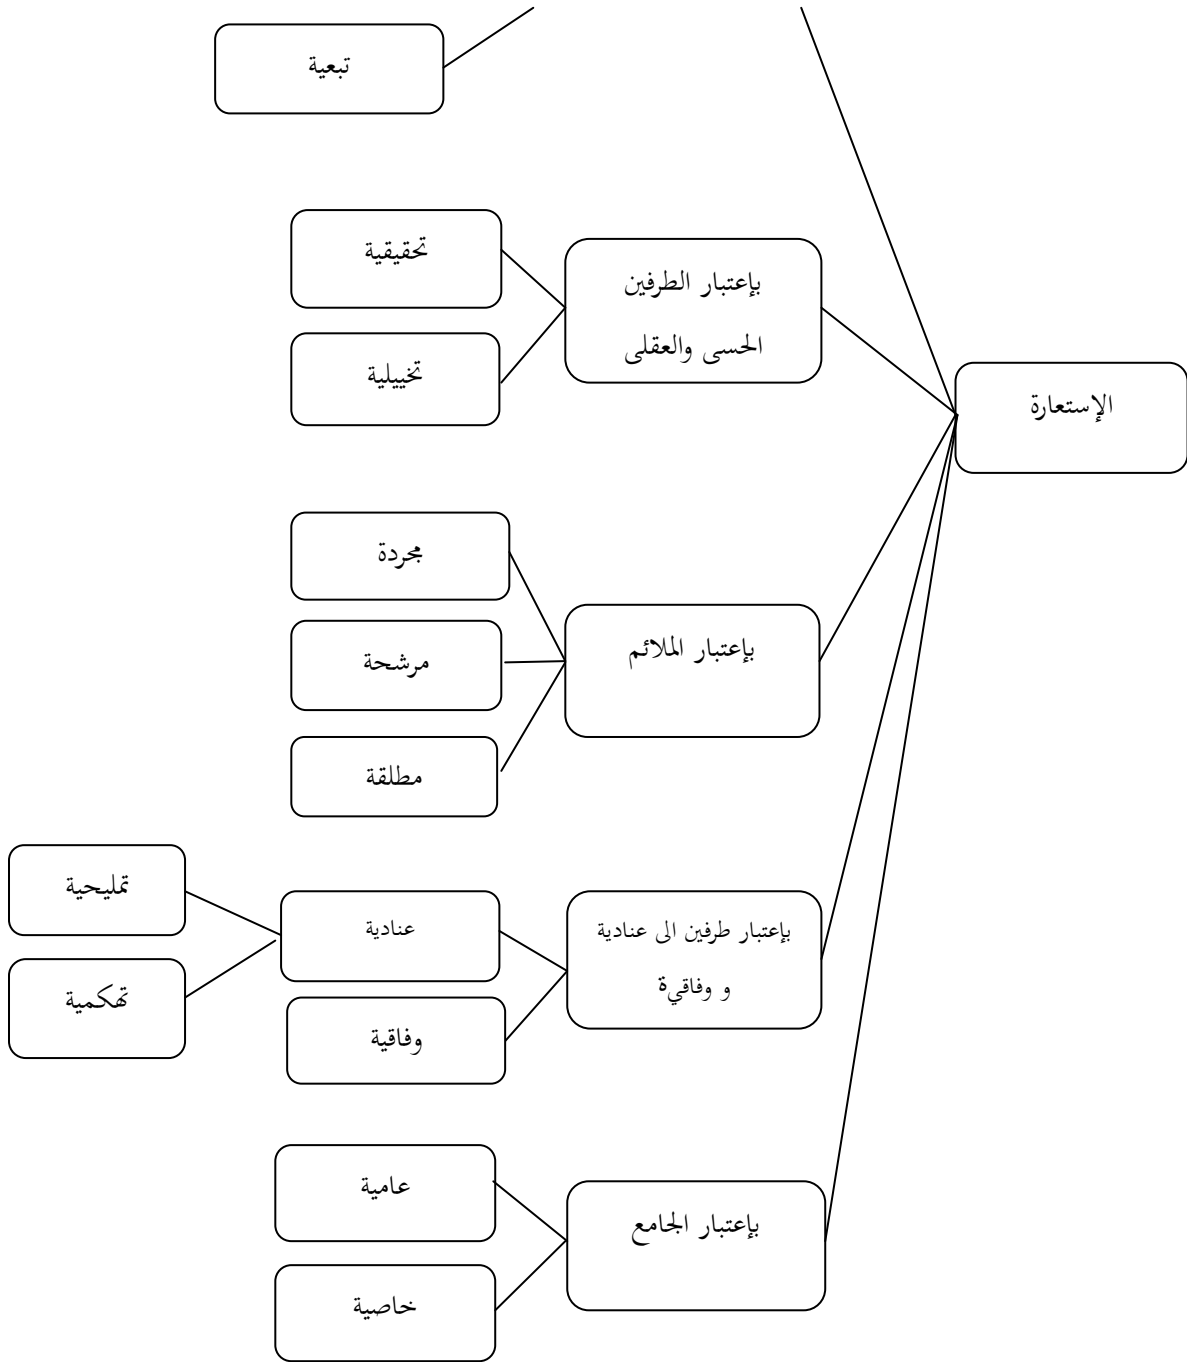 تبعية
الإستعارة
بإعتبار الطرفين
الحسى والعقلى
تحقيقية
تخييلية
بإعتبار الملائم
مجردة
مرشحة
مطلقة
بإعتبار طرفين الى عنادية
و وفاقية
عنادية
تمليحية
تهكمية
وفاقية
بإعتبار الجامع
عامية
خاصية